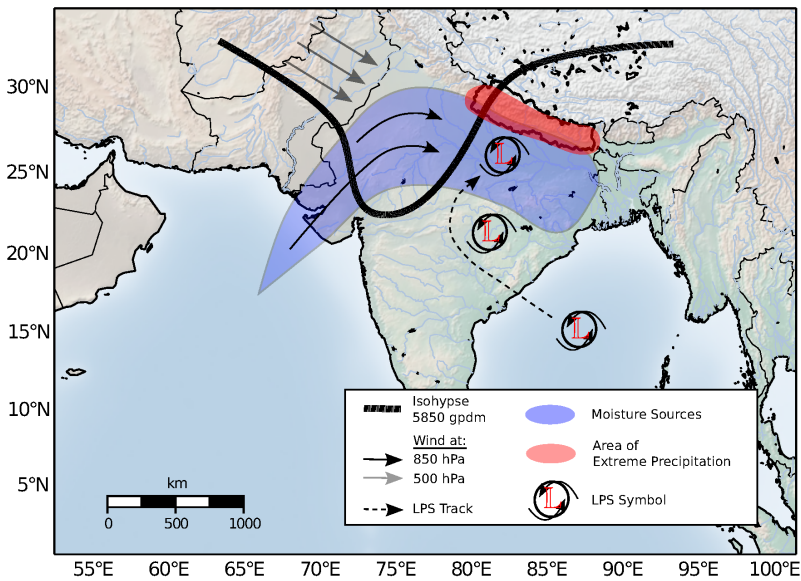 30°N
25°N
20°N
15°N
10°N
5°N
L
L
L
Isohypse
5850 gpdm
Wind at:
850 hPa
500 hPa
LPS Track
Moisture Sources
Area of
Extreme Precipitation
L
LPS Symbol
km
0 500 1000
55°E 60°E 65°E 70°E 75°E 80°E 85°E 90°E 95°E 100°E